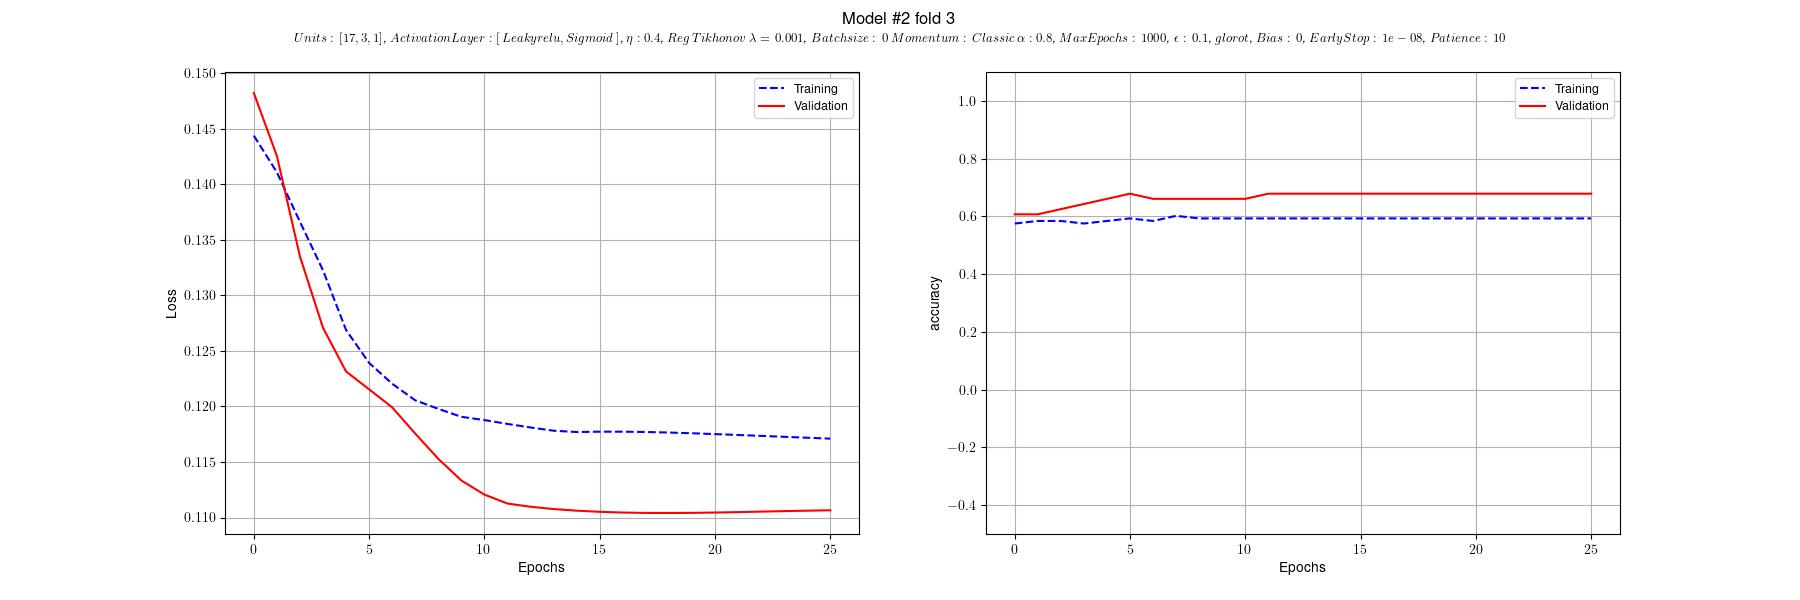 Model #2 fold 3
Units : [17, 3, 1], ActivationLayer : [ Leakyrelu, Sigmoid ], η : 0.4, Reg Tikhonov λ = 0.001, Batchsize : 0 Momentum : Classic α : 0.8, MaxEpochs : 1000, ϵ : 0.1, glorot, Bias : 0, EarlyStop : 1e − 08, Patience : 10
0.150
0.145
0.140
0.135
0.130
0.125
0.120
0.115
0.110
Loss
Training
Validation
0 5 10 15 20 25
Epochs
1.0
0.8
0.6
0.4
0.2
0.0
−0.2
−0.4
accuracy
Training
Validation
0 5 10 15 20 25
Epochs